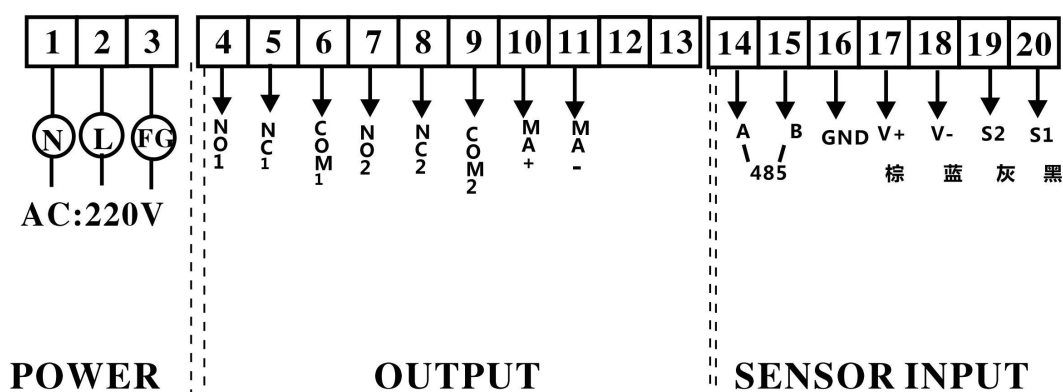 1 2 3 4 5 6 7 8 9 10 11 12 13 14 15 16 17 18 19 20
N L FG
NO1 NC1 COM1 NO2 NC2 COM2 MA+ MA- A B GND V+ V- S2 S1
485 棕 蓝 灰 黑
AC:220V
POWER OUTPUT SENSOR INPUT